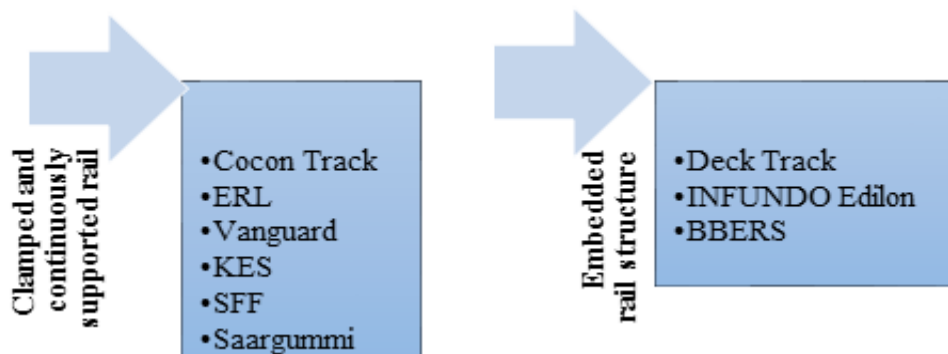 Clamped and
continuously
supported rail
•Cocon Track
•ERL
•Vanguard
•KES
•SFF
•Saargummi
Embedded
rail structure
•Deck Track
•INFUNDO Edilon
•BBERS